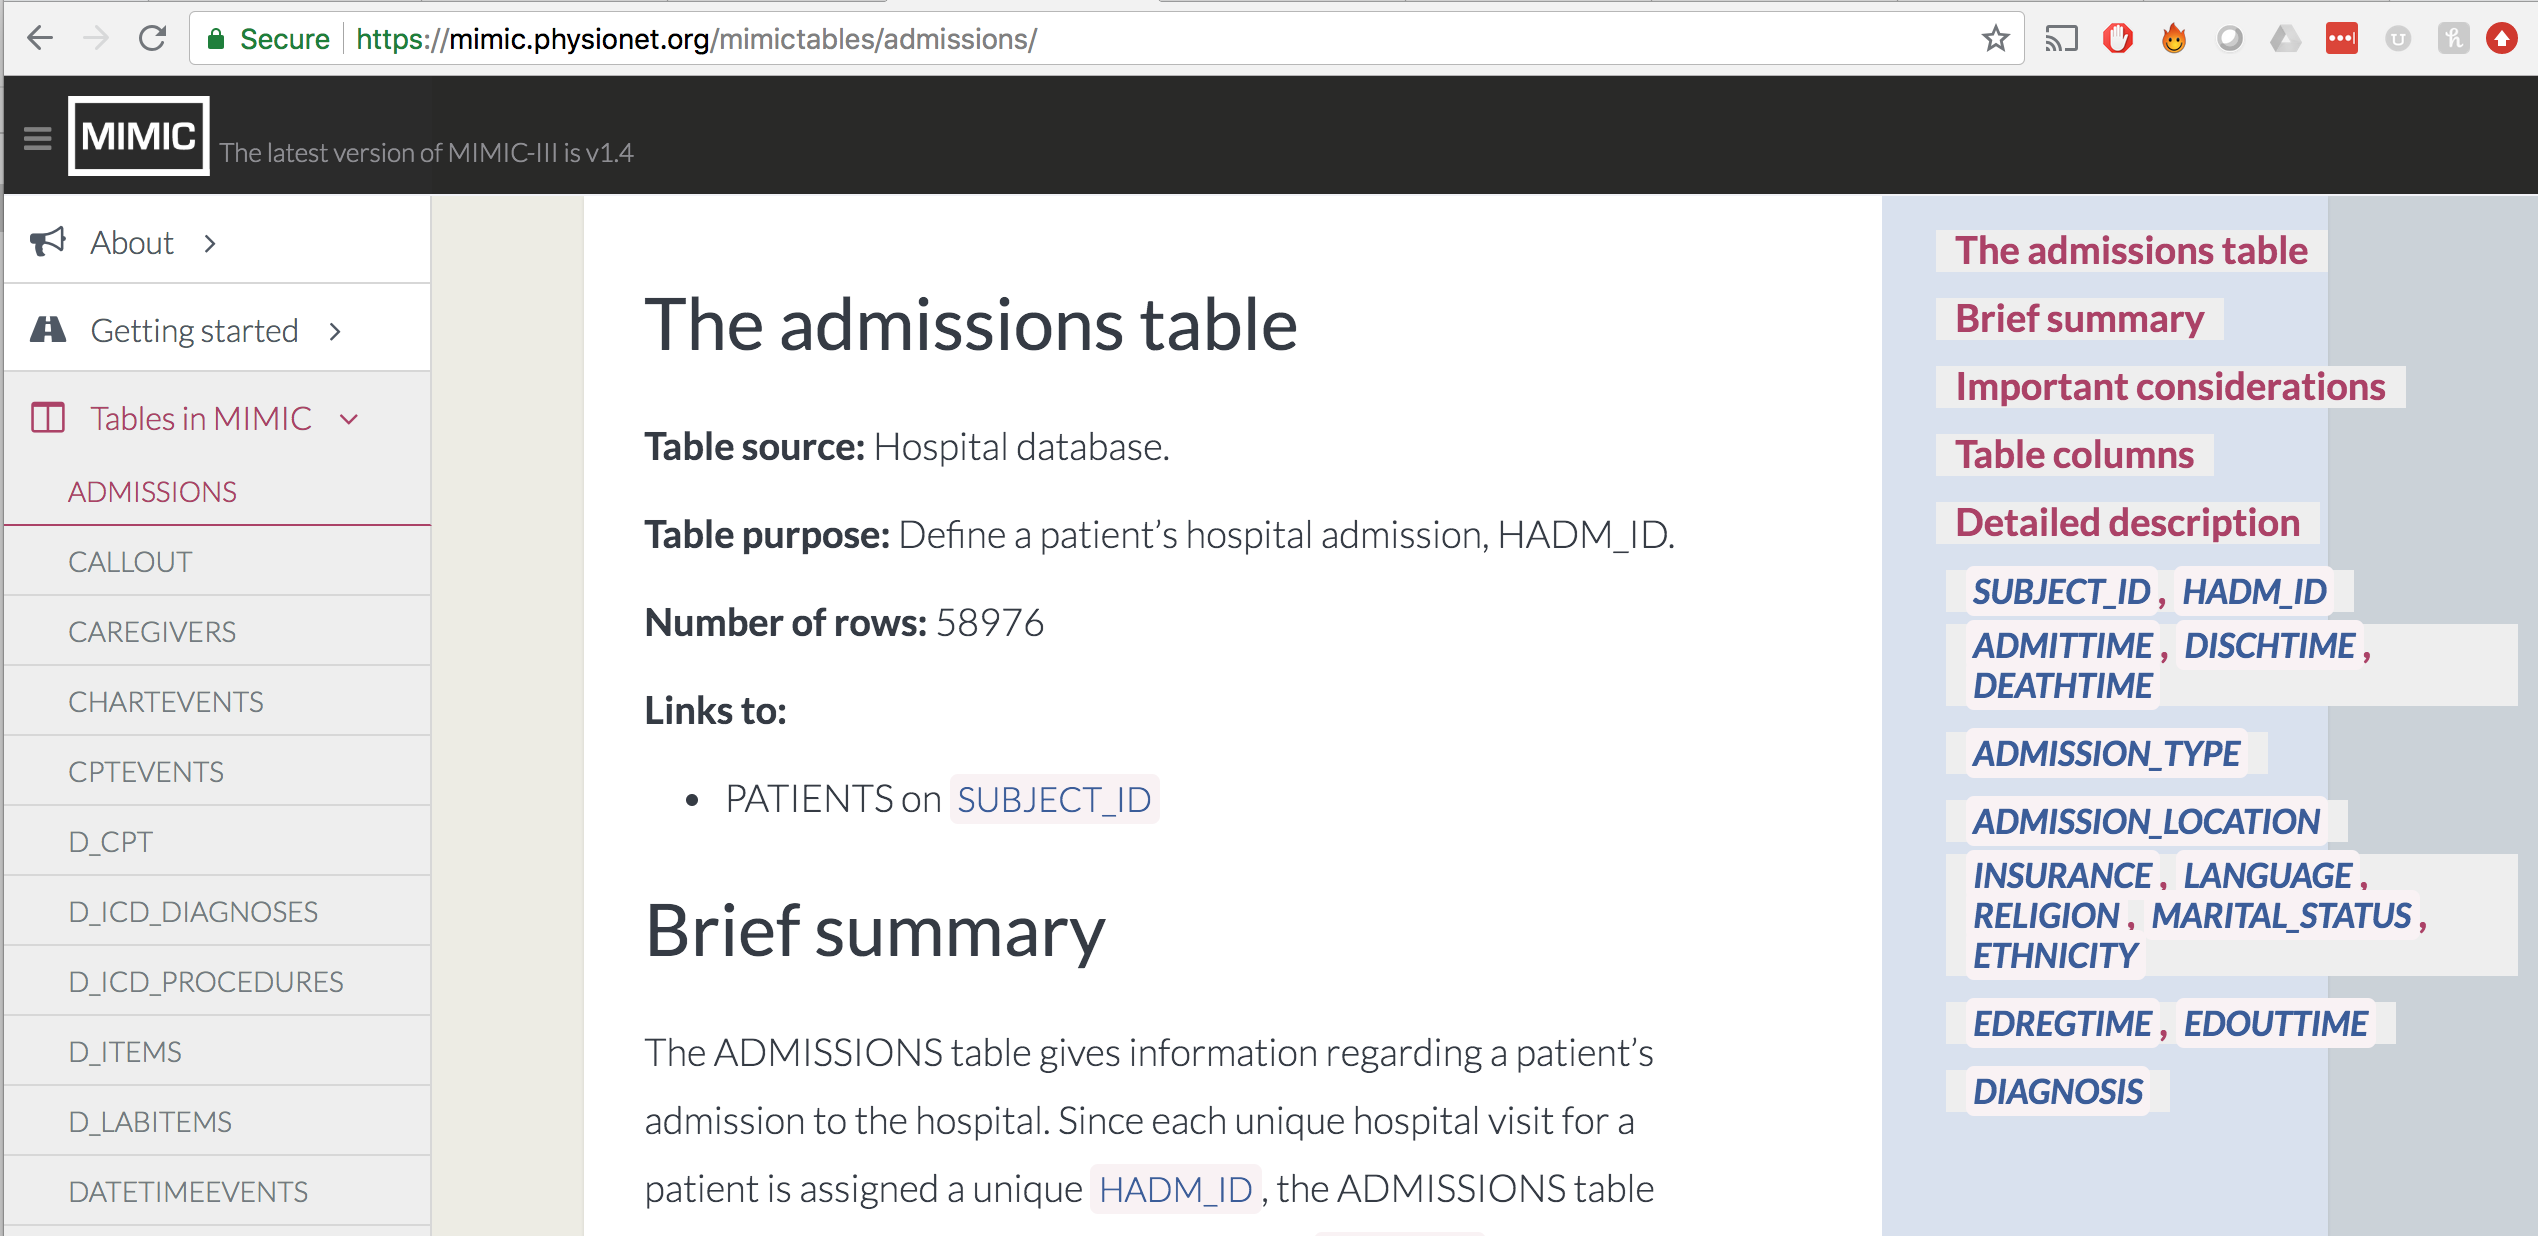 Secure https://mimic.physionet.org/mimictables/admissions/
MIMIC The latest version of MIMIC-III is v1.4
About
Getting started
Tables in MIMIC
ADMISSIONS
CALLOUT
CAREGIVERS
CHARTEVENTS
CPTEVENTS
D_CPT
D_ICD_DIAGNOSES
D_ICD_PROCEDURES
D_ITEMS
D_LABITEMS
DATETIMEEVENTS
The admissions table
Table source: Hospital database.
Table purpose: Define a patient’s hospital admission, HADM_ID.
Number of rows: 58976
Links to:
• PATIENTS on SUBJECT_ID
Brief summary
The ADMISSIONS table gives information regarding a patient’s
admission to the hospital. Since each unique hospital visit for a
patient is assigned a unique HADM_ID, the ADMISSIONS table
The admissions table
Brief summary
Important considerations
Table columns
Detailed description
SUBJECT_ID, HADM_ID
ADMITTIME, DISCHTIME,
DEATHTIME
ADMISSION_TYPE
ADMISSION_LOCATION
INSURANCE, LANGUAGE,
RELIGION, MARITAL_STATUS,
ETHNICITY
EDREGTIME, EDOUTTIME
DIAGNOSIS